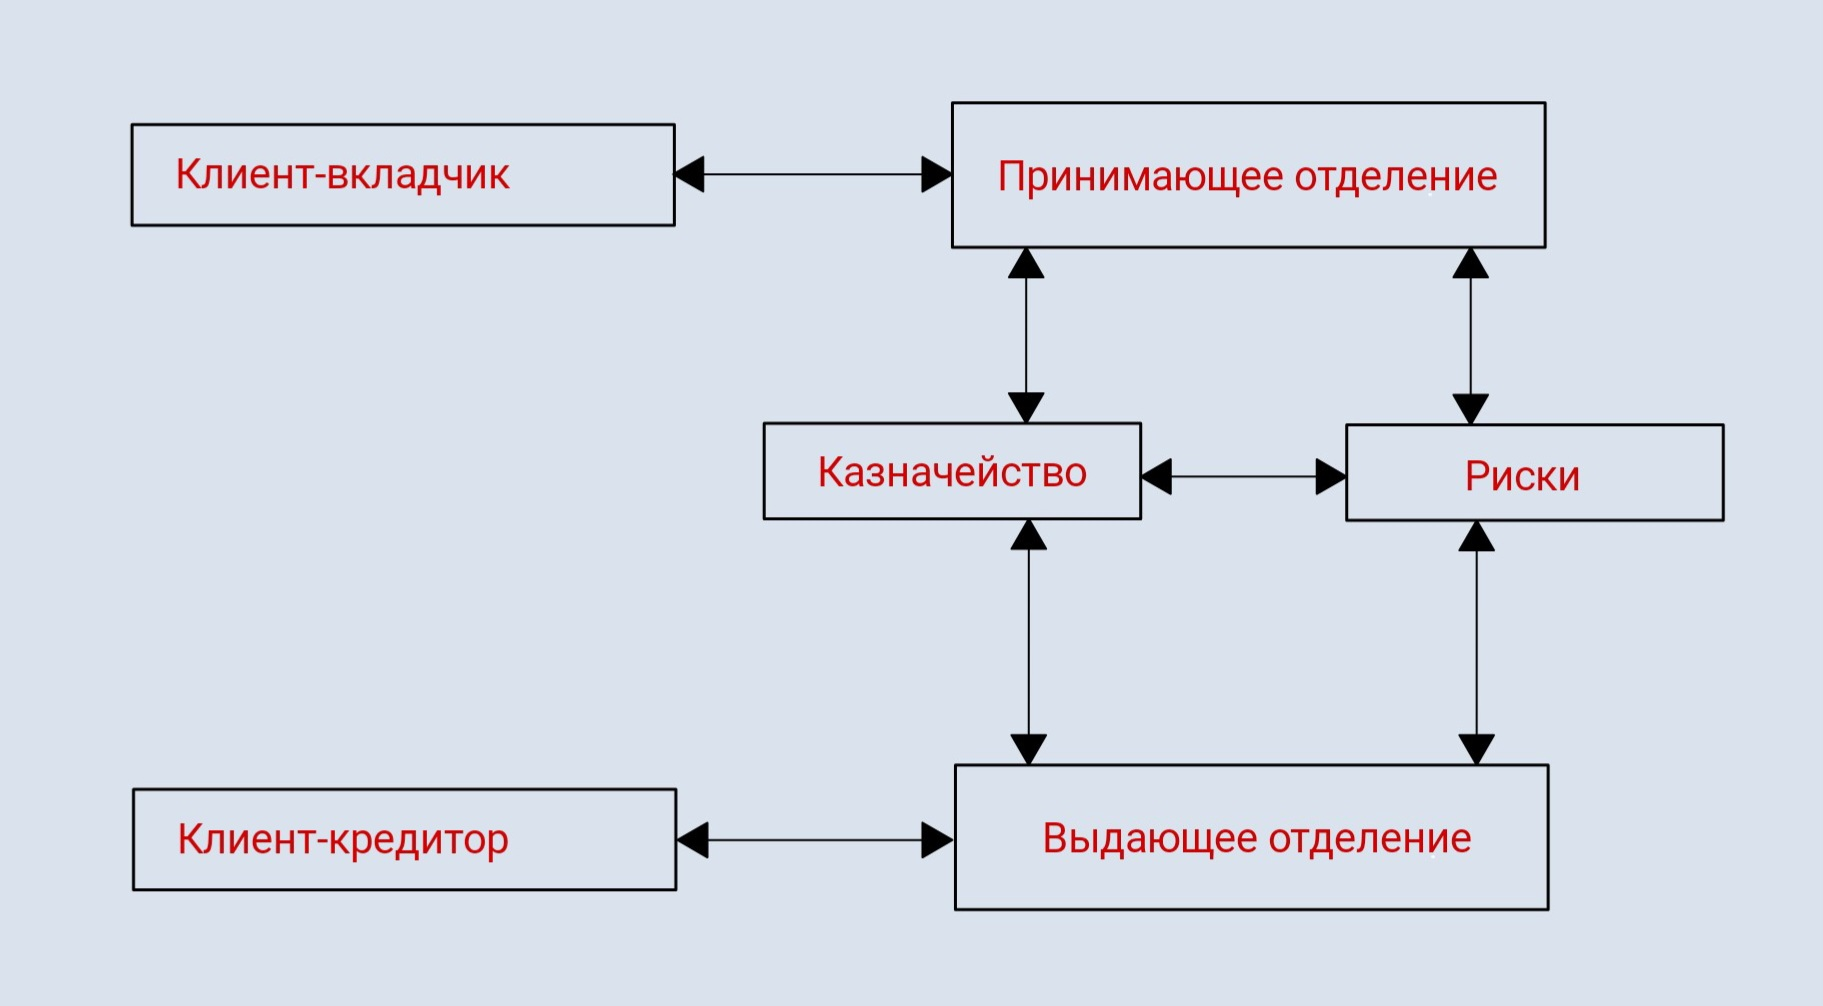 Клиент-вкладчик
Принимающее отделение
Казначейство
Риски
Клиент-кредитор
Выдающее отделение